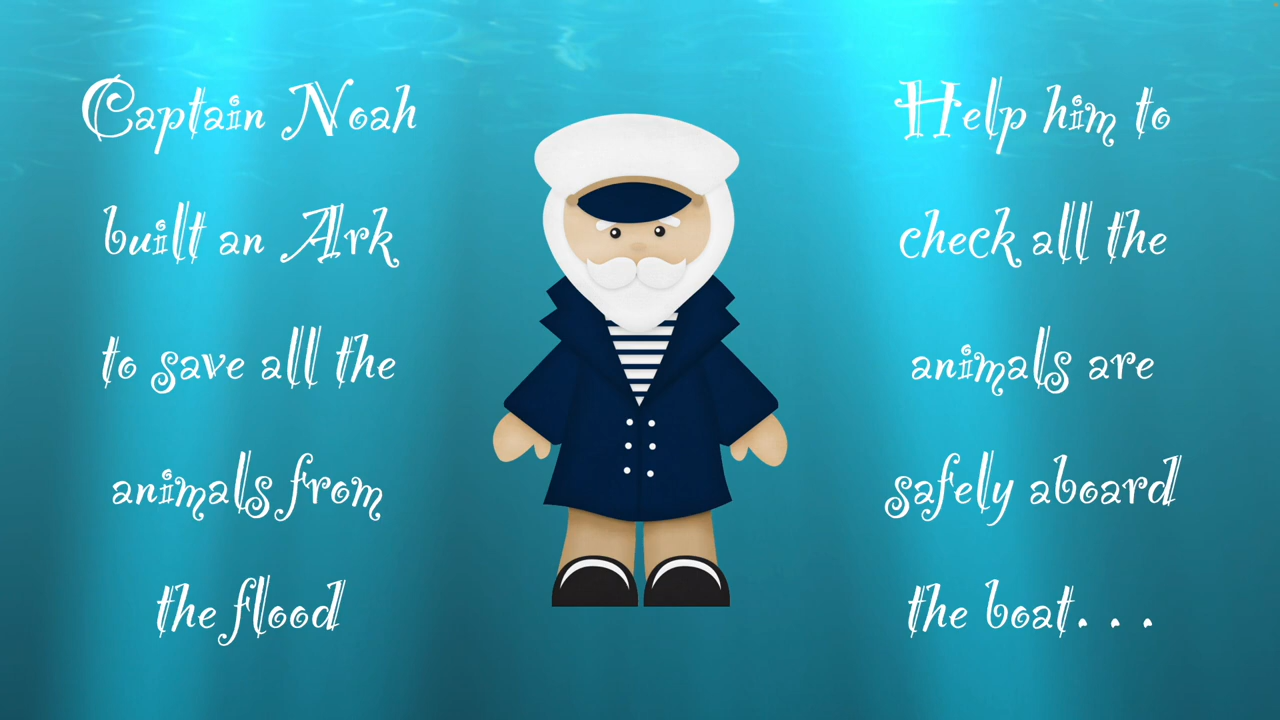 Captain Noah
built an Ark
to save all the
animals from
the flood
Help him to
check all the
animals are
safely aboard
the boat...